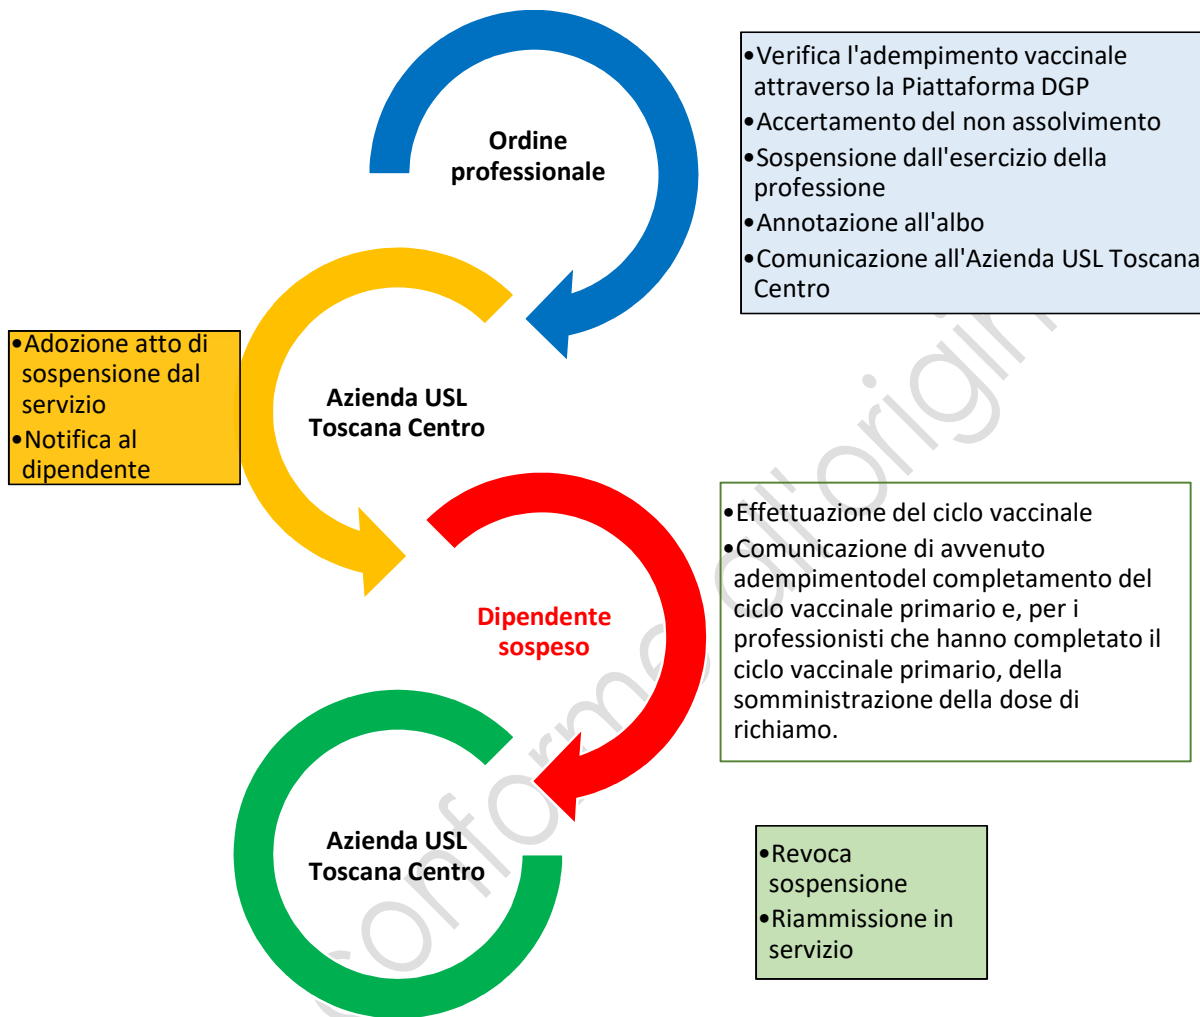 Ordine
professionale
•Verifica l'adempimento vaccinale
attraverso la Piattaforma DGP
•Accertamento del non assolvimento
•Sospensione dall'esercizio della
professione
•Annotazione all'albo
•Comunicazione all'Azienda USL Toscana
Centro
•Adozione atto di
sospensione dal
servizio
•Notifica al
dipendente
Azienda USL
Toscana Centro
Dipendente
sospeso
•Effettuazione del ciclo vaccinale
•Comunicazione di avvenuto
adempimentodel completamento del
ciclo vaccinale primario e, per i
professionisti che hanno completato il
ciclo vaccinale primario, della
somministrazione della dose di
richiamo.
Azienda USL
Toscana Centro
•Revoca
sospensione
•Riammissione in
servizio
conforme all'origin